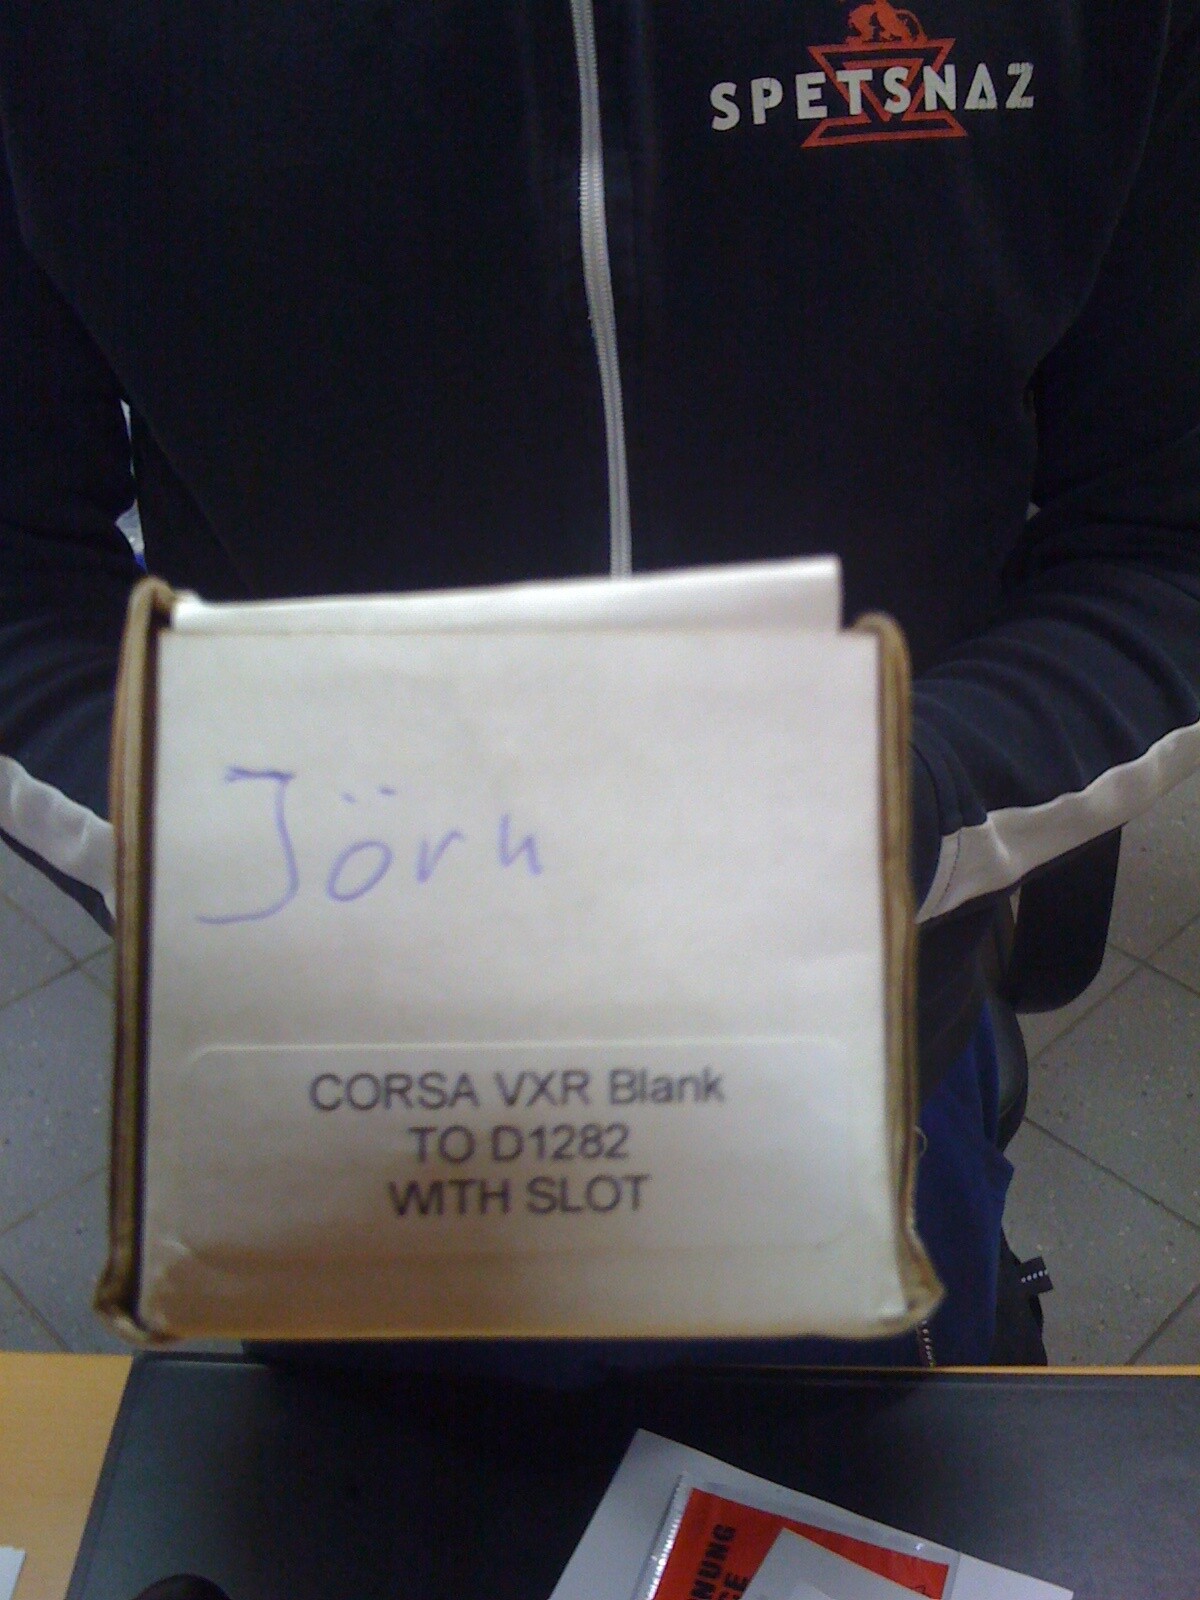 SPETSNAZ
Jörn
CORSA VXR Blank
TO D1282
WITH SLOT